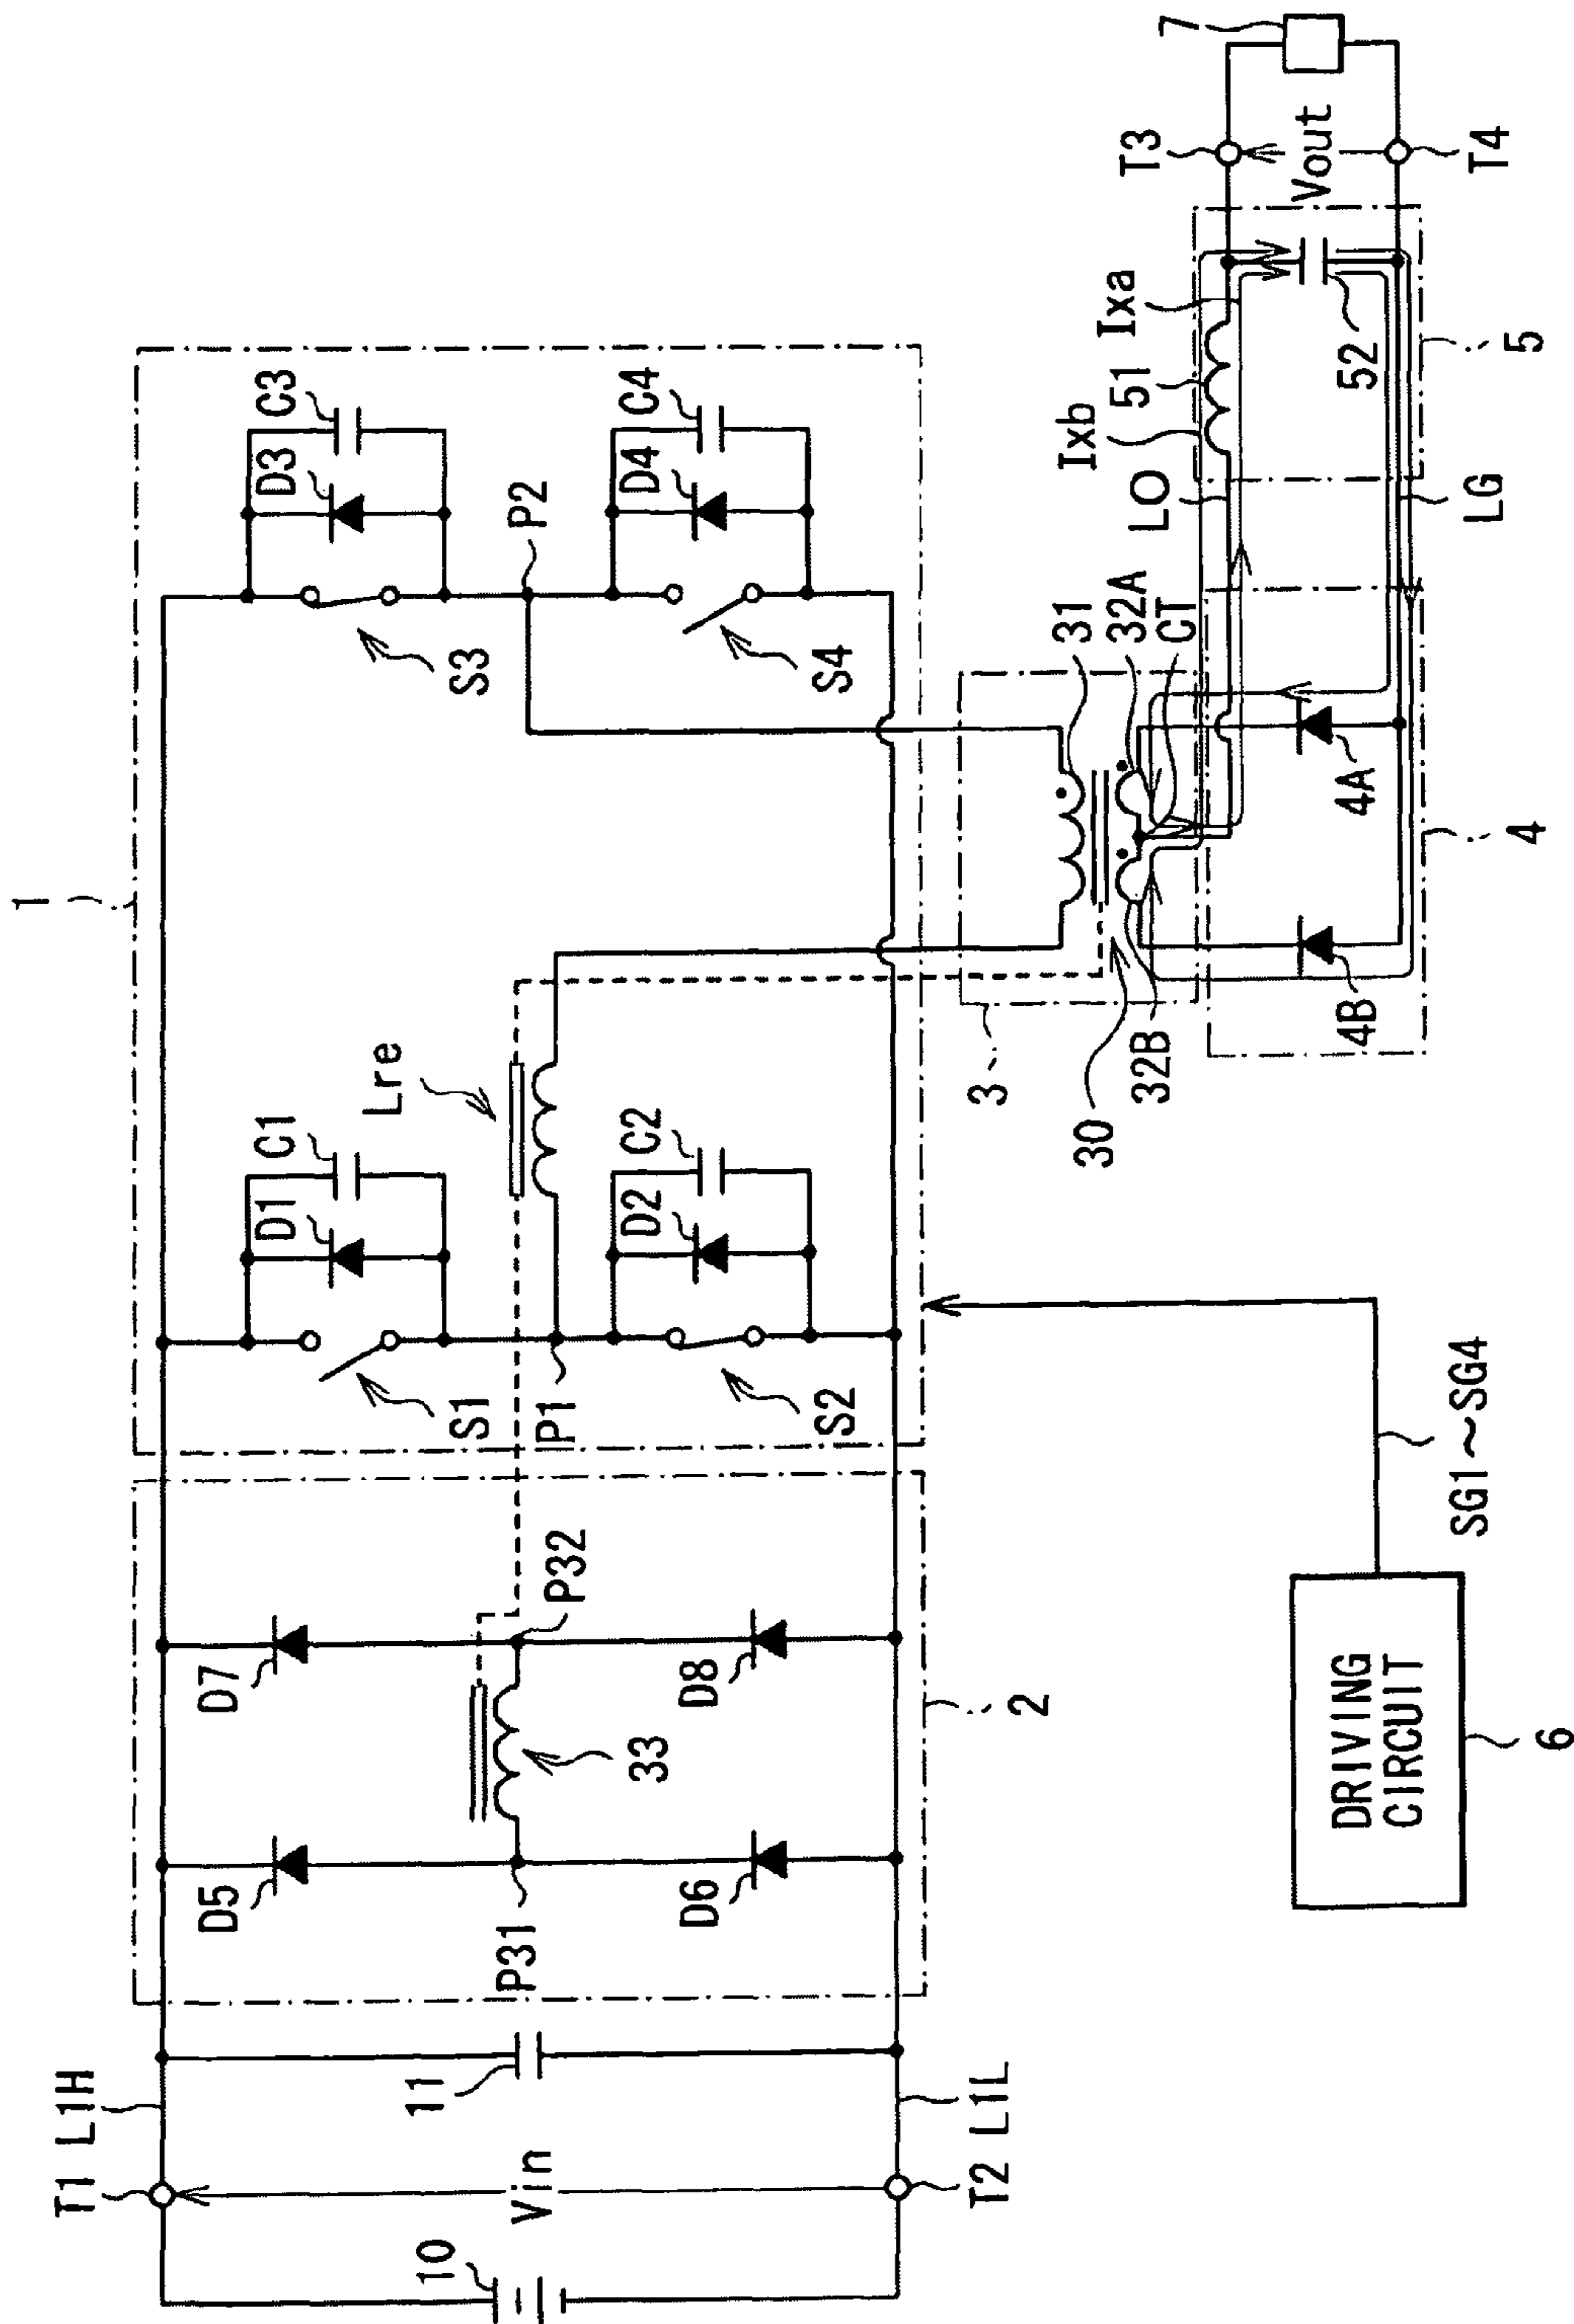 1
T1 L1H
10
Vin
T2 L1L
11
D5
D7
P31
P32
33
D6
D8
2
S1
D1
C1
P1
Lre
S2
D2
C2
S3
D3
C3
P2
S4
D4
C4
3
30
31
32A
CT
32B
4A
4B
4
LO
Ixb
51
Ixa
52
LG
5
T3
Vout
T4
7
SG1~SG4
DRIVING
CIRCUIT
6